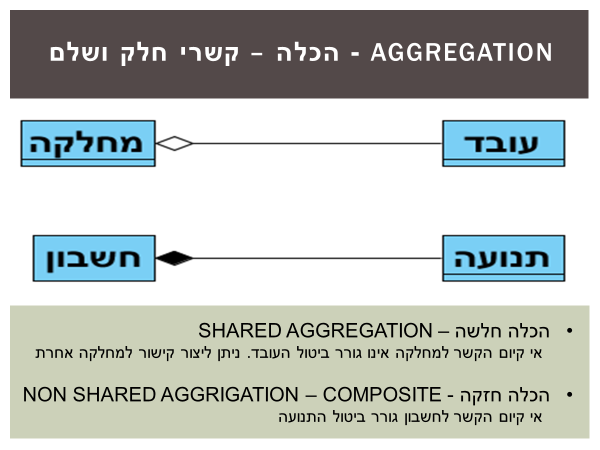 AGGREGATION - הכלה – קשרי חלק ושלם
עובד
מחלקה
תנועה
חשבון
• הכלה חלשה – SHARED AGGREGATION
אי קיום הקשר למחלקה אינו גורר ביטול העובד. ניתן ליצור קישור למחלקה אחרת
• הכלה חזקה - NON SHARED AGGRIGATION – COMPOSITE
אי קיום הקשר לחשבון גורר ביטול התנועה